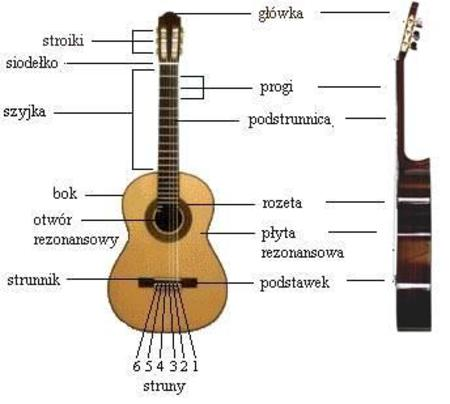 główka
stroiki
siodełko
progi
szyjka
podstrunnica
bok
rozeta
otwór
rezonansowy
płyta
rezonansowa
strunnik
podstawek
6 5 4 3 2 1
struny